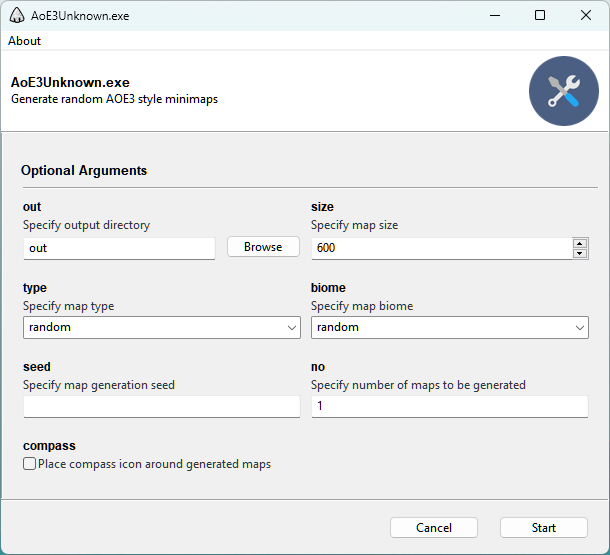 AoE3Unknown.exe
About
AoE3Unknown.exe
Generate random AOE3 style minimaps
Optional Arguments
out
Specify output directory
out
Browse
size
Specify map size
600
type
Specify map type
random
biome
Specify map biome
random
seed
Specify map generation seed
no
Specify number of maps to be generated
1
compass
Place compass icon around generated maps
Cancel
Start